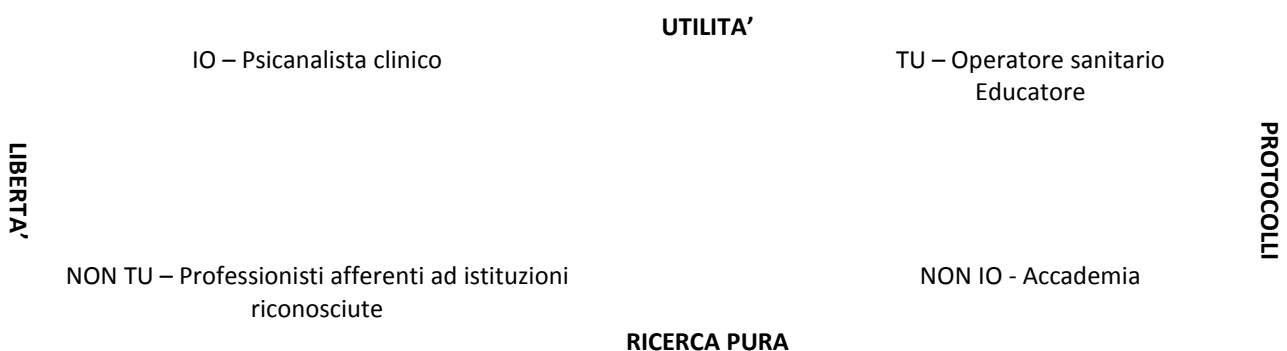 UTILITA’
IO – Psicanalista clinico
TU – Operatore sanitario
Educatore
LIBERTA’
PROTOCOLLI
NON TU – Professionisti afferenti ad istituzioni
riconosciute
NON IO - Accademia
RICERCA PURA